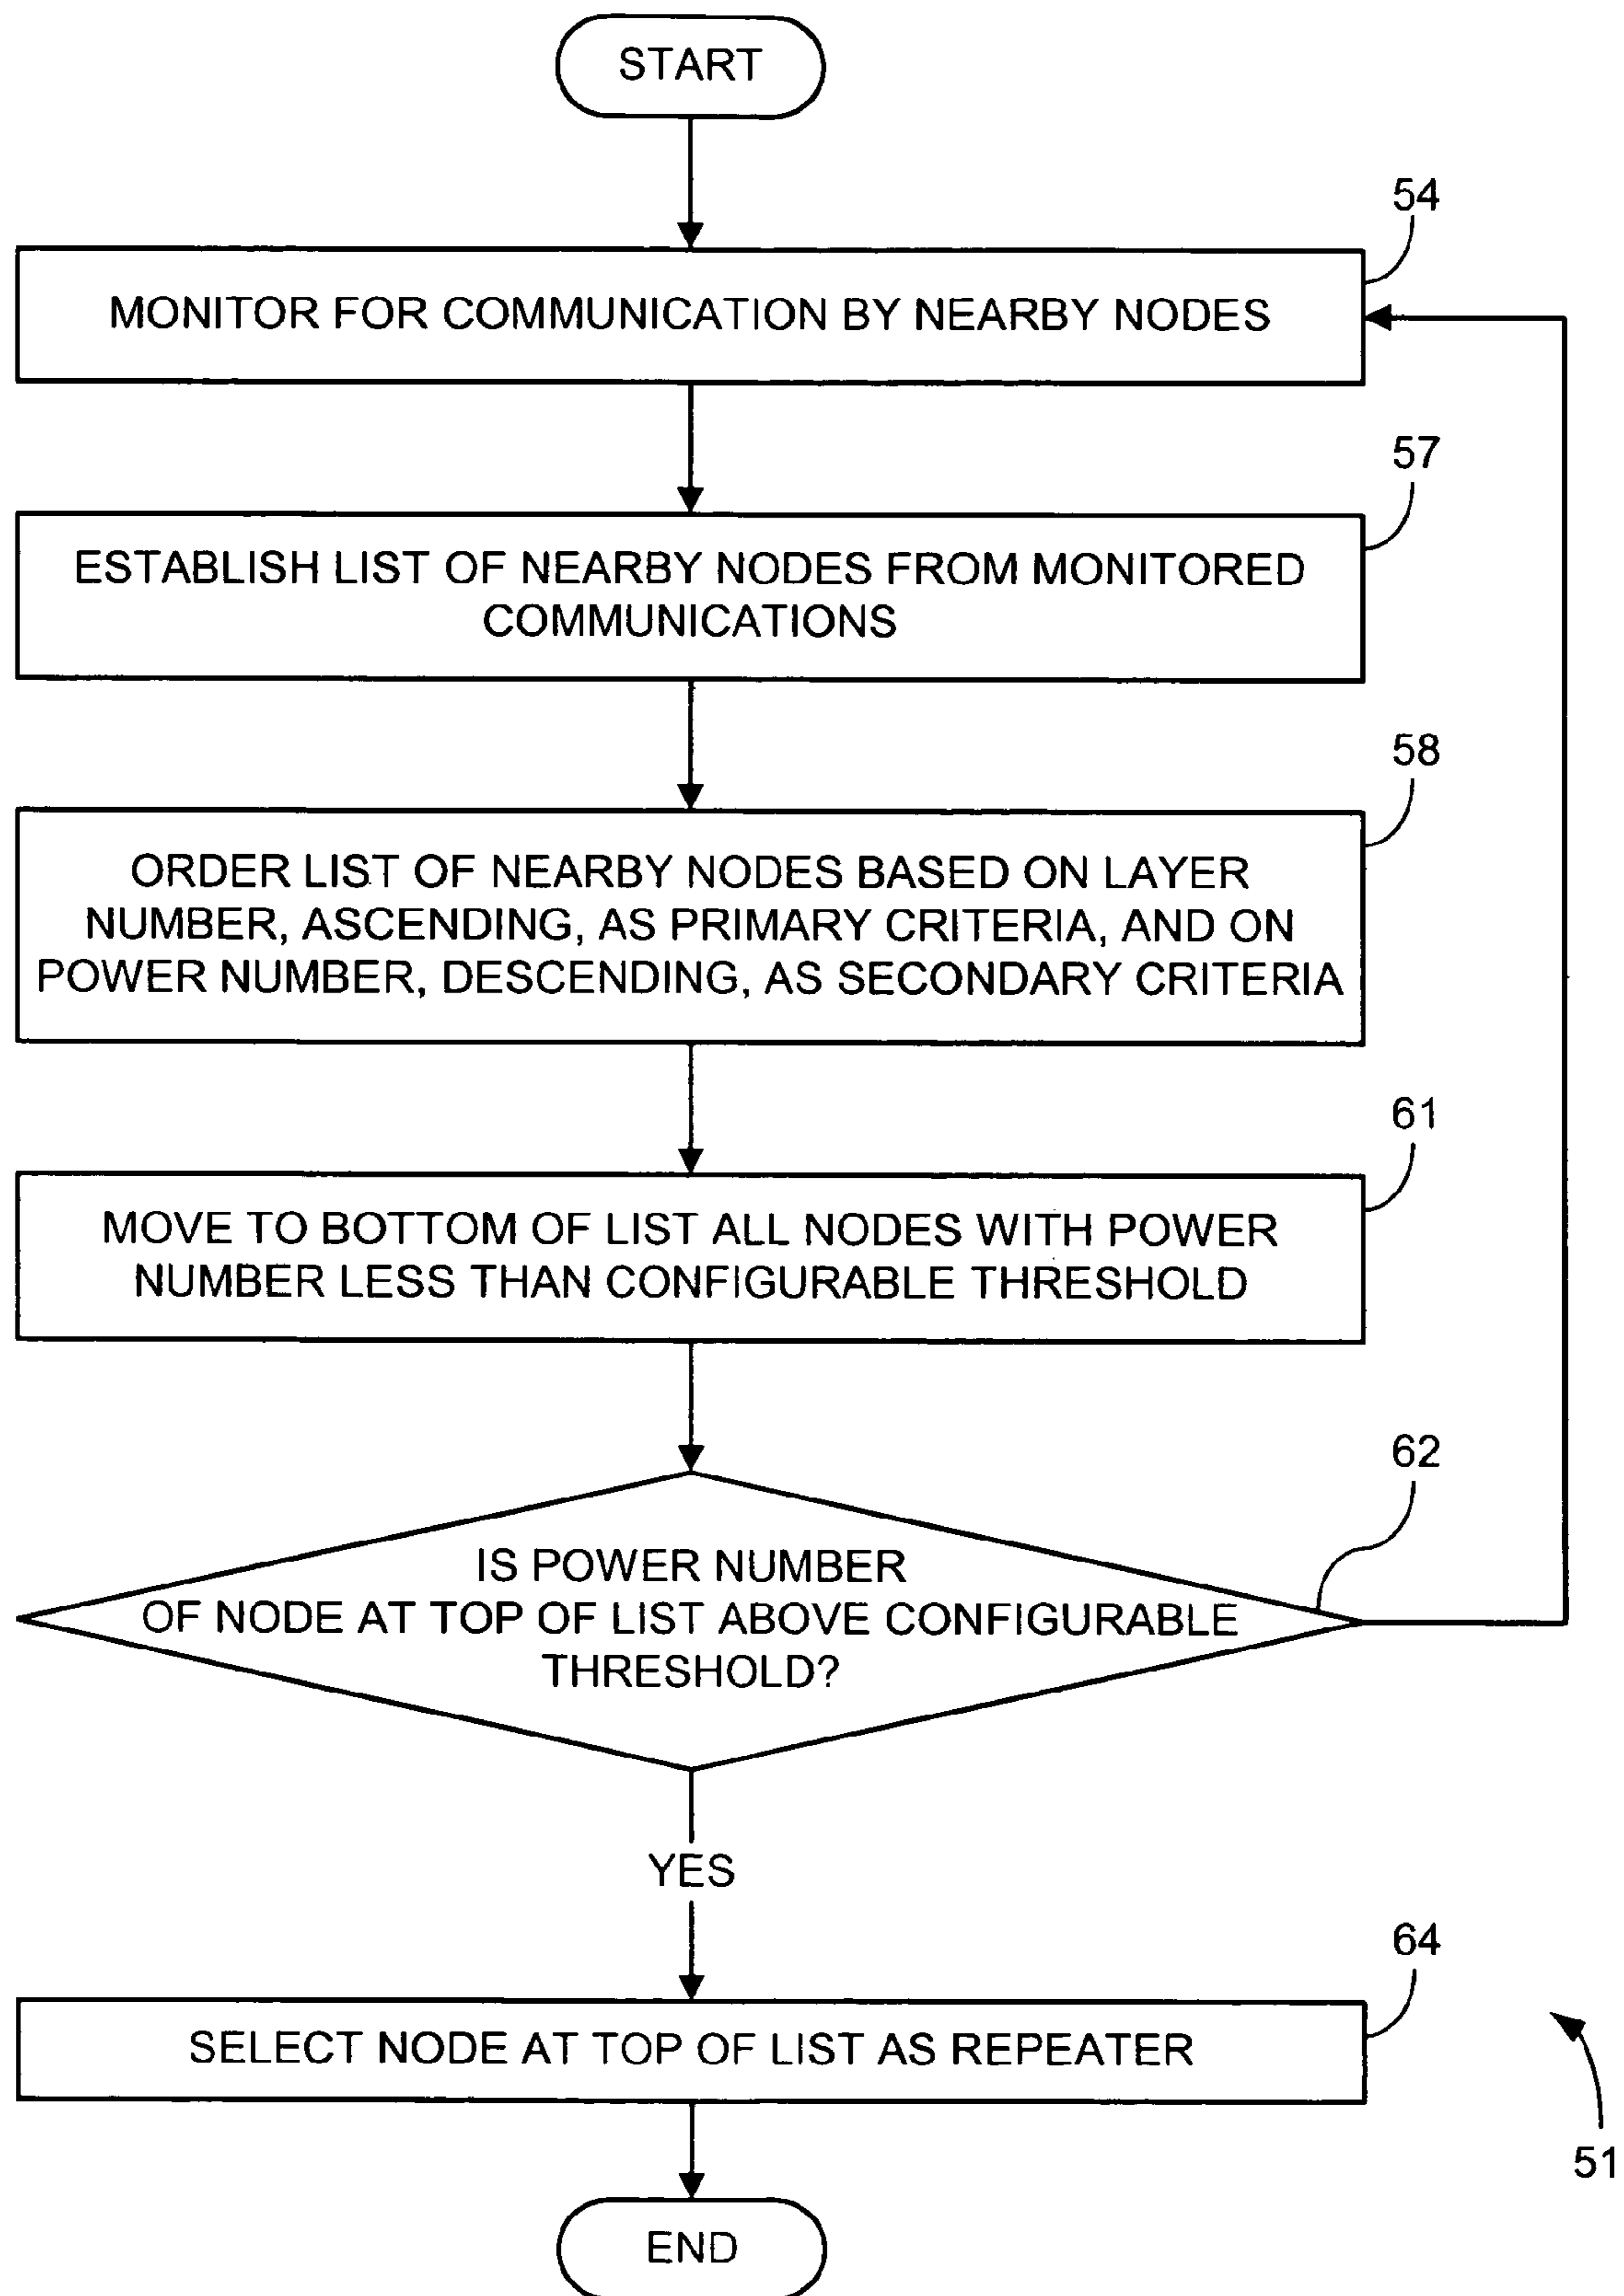 START
54
MONITOR FOR COMMUNICATION BY NEARBY NODES
57
ESTABLISH LIST OF NEARBY NODES FROM MONITORED
COMMUNICATIONS
58
ORDER LIST OF NEARBY NODES BASED ON LAYER
NUMBER, ASCENDING, AS PRIMARY CRITERIA, AND ON
POWER NUMBER, DESCENDING, AS SECONDARY CRITERIA
61
MOVE TO BOTTOM OF LIST ALL NODES WITH POWER
NUMBER LESS THAN CONFIGURABLE THRESHOLD
62
IS POWER NUMBER
OF NODE AT TOP OF LIST ABOVE CONFIGURABLE
THRESHOLD?
YES
64
SELECT NODE AT TOP OF LIST AS REPEATER
51
END